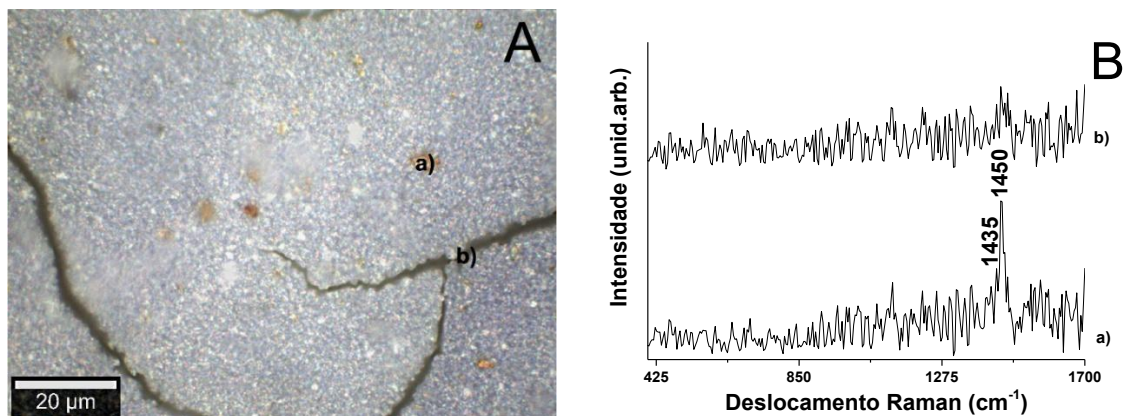 A
a)
b)
20 µm
B
Intensidade (unid.arb.)
b)
1450
1435
a)
425 850 1275 1700
Deslocamento Raman (cm⁻¹)